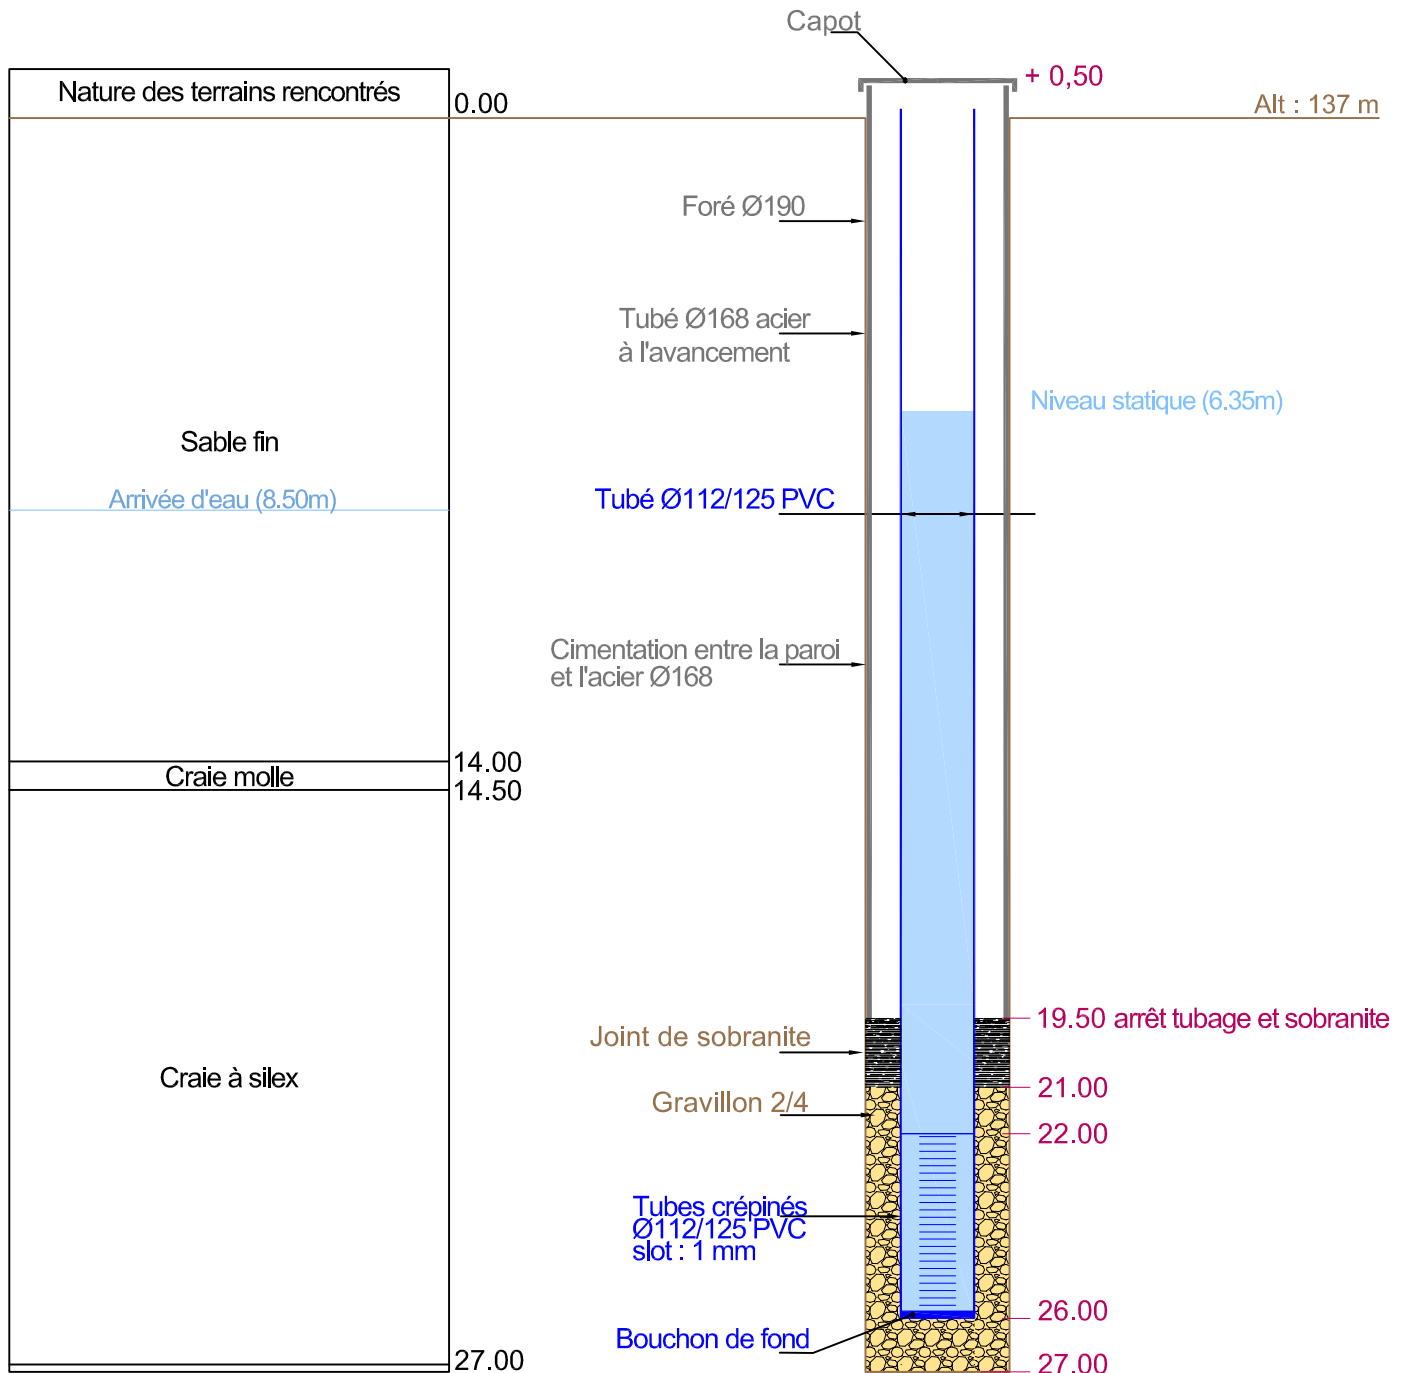 Capot
+ 0,50
Nature des terrains rencontrés
0.00
Alt : 137 m
Foré Ø190
Tubé Ø168 acier
à l'avancement
Niveau statique (6.35m)
Sable fin
Arrivée d'eau (8.50m)
Tubé Ø112/125 PVC
Cimentation entre la paroi
et l'acier Ø168
14.00
Craie molle
14.50
19.50 arrêt tubage et sobranite
Joint de sobranite
Craie à silex
21.00
Gravillon 2/4
22.00
Tubes crépinés
Ø112/125 PVC
slot : 1 mm
26.00
Bouchon de fond
27.00
27.00